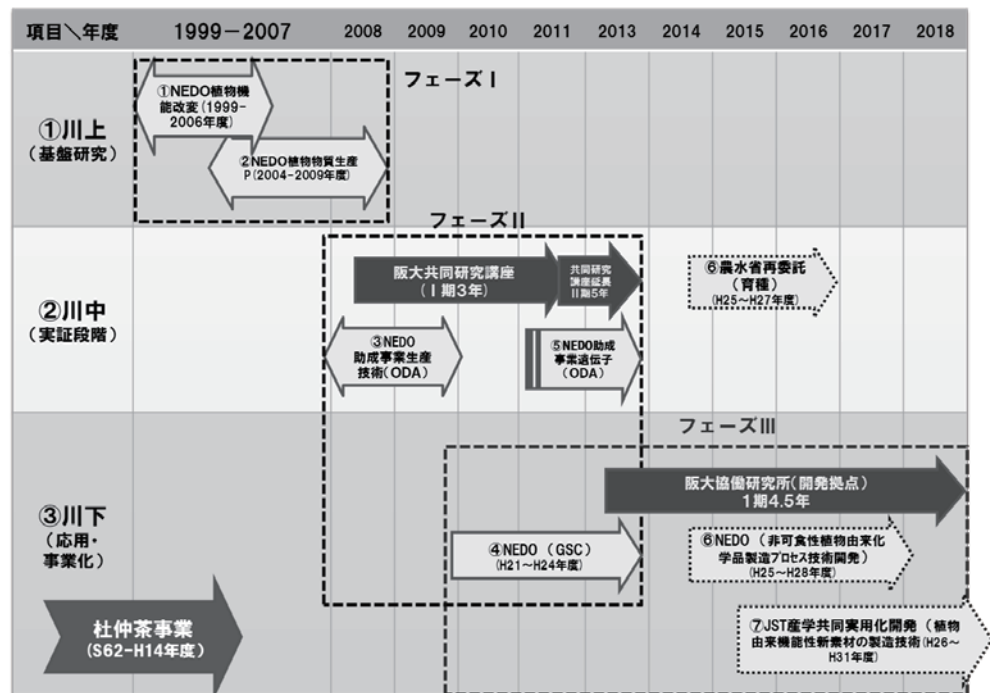 項目＼年度
1999－2007
2008
2009
2010
2011
2013
2014
2015
2016
2017
2018
①川上
（基盤研究）
フェーズⅠ
①NEDO植物機
能改変(1999-
2006年度)
②NEDO植物物質生産
P(2004-2009年度)
②川中
（実証段階）
フェーズⅡ
阪大共同研究講座
(Ⅰ期3年)
共同研究
講座延長
Ⅱ期5年
⑥農水省再委託
（育種）
(H25～H27年度)
③NEDO
助成事業生産
技術(ODA)
⑤NEDO助成
事業遺伝子
(ODA)
③川下
（応用・
事業化）
フェーズⅢ
阪大協働研究所(開発拠点)
1期4.5年
④NEDO （GSC）
(H21～H24年度)
⑥NEDO （非可食性植物由来化
学品製造プロセス技術開発）
(H25～H28年度)
杜仲茶事業
(S62-H14年度)
⑦JST産学共同実用化開発（植物
由来機能性新素材の製造技術(H26～
H31年度)